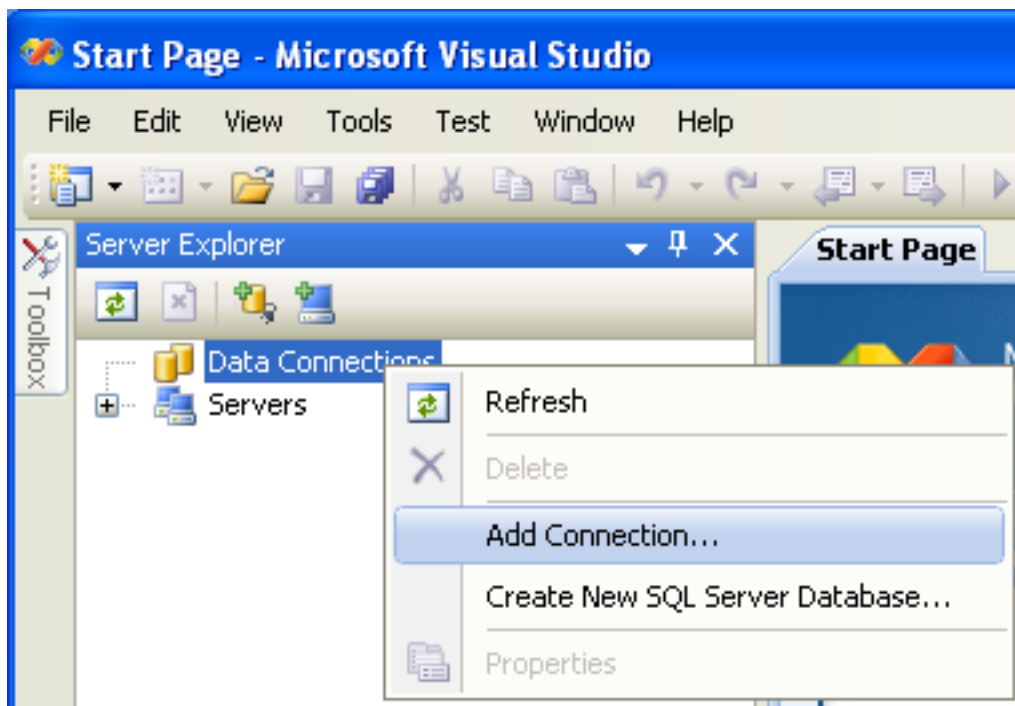 Start Page - Microsoft Visual Studio
File Edit View Tools Test Window Help
Server Explorer
Start Page
Toolbox
Data Connections
Servers
Refresh
Delete
Add Connection...
Create New SQL Server Database...
Properties